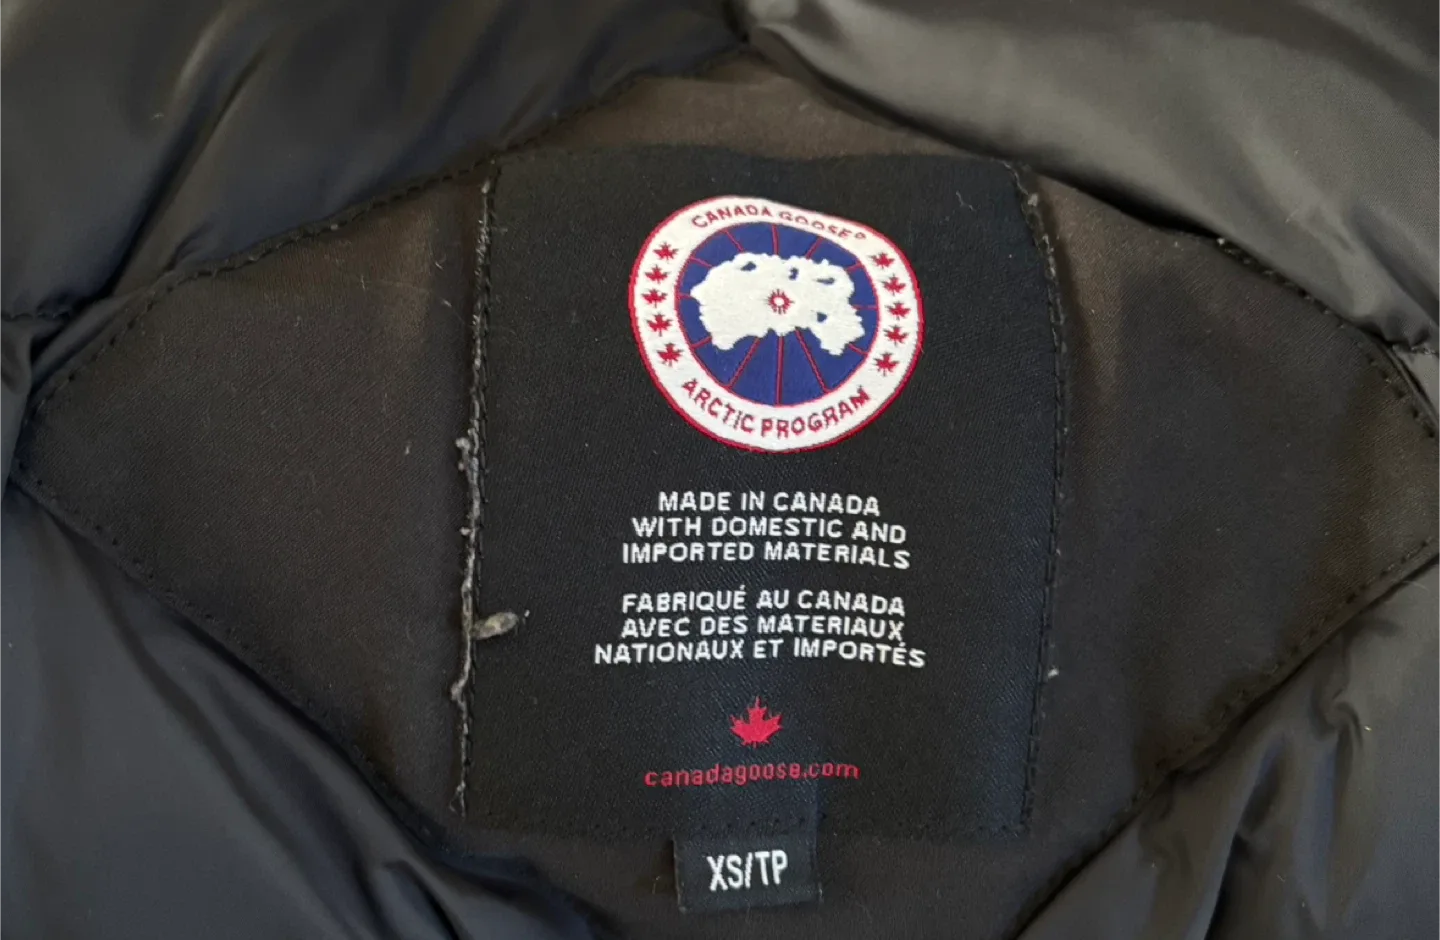 CANADA GOOSE®
ARCTIC PROGRAM
MADE IN CANADA
WITH DOMESTIC AND
IMPORTED MATERIALS
FABRIQUÉ AU CANADA
AVEC DES MATERIAUX
NATIONAUX ET IMPORTÉS
canadagoose.com
XS/TP